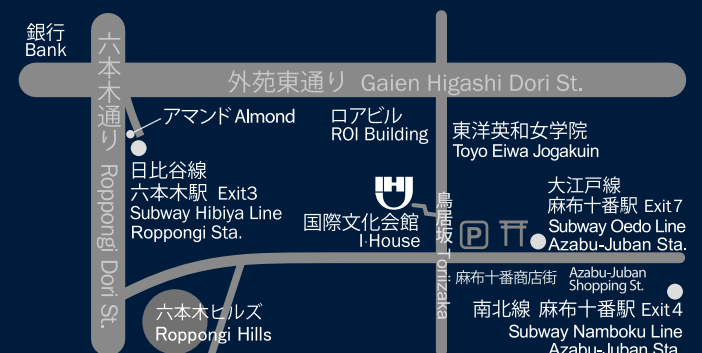 銀行
Bank
六本木通り Roppongi Dori St.
外苑東通り Gaien Higashi Dori St.
アマンド Almond
ロアビル
ROI Building
東洋英和女学院
Toyo Eiwa Jogakuin
日比谷線
六本木駅 Exit3
Subway Hibiya Line
Roppongi Sta.
IHJ
国際文化会館
I·House
鳥居坂 Toriizaka
P
大江戸線
麻布十番駅 Exit7
Subway Oedo Line
Azabu-Juban Sta.
麻布十番商店街
Azabu-Juban
Shopping St.
六本木ヒルズ
Roppongi Hills
南北線 麻布十番駅 Exit4
Subway Namboku Line
Azabu-Juban Sta.